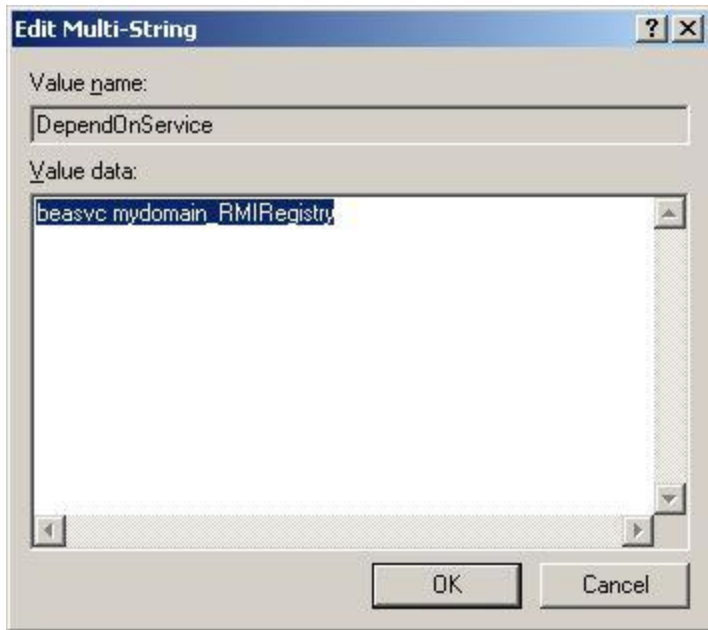 Edit Multi-String
Value name:
DependOnService
Value data:
beasvc mydomain_RMIRegistry
OK Cancel